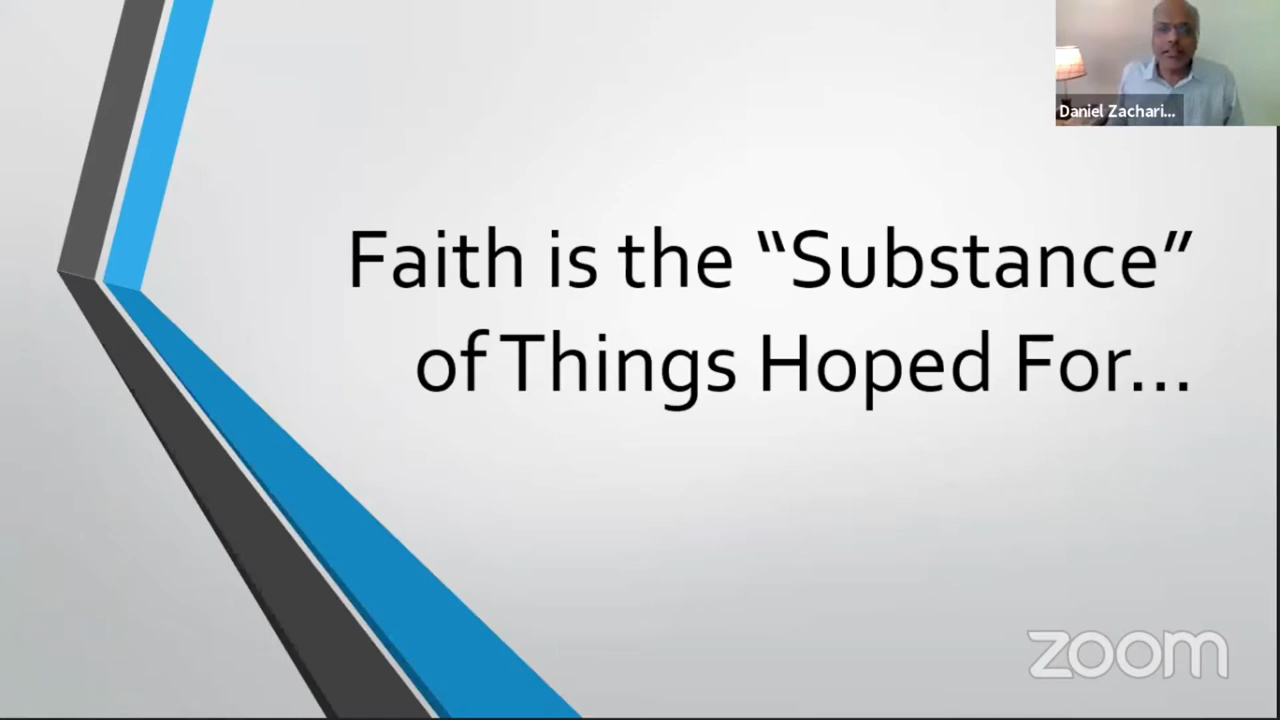 Daniel Zachari...
Faith is the “Substance”
of Things Hoped For...
zoom